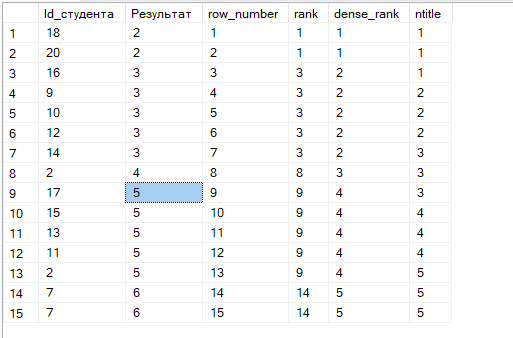 Id_студента Результат row_number rank dense_rank ntitle
1 18 2 1 1 1 1
2 20 2 2 1 1 1
3 16 3 3 3 2 1
4 9 3 4 3 2 2
5 10 3 5 3 2 2
6 12 3 6 3 2 2
7 14 3 7 3 2 3
8 2 4 8 8 3 3
9 17 5 9 9 4 3
10 15 5 10 9 4 4
11 13 5 11 9 4 4
12 11 5 12 9 4 4
13 2 5 13 9 4 5
14 7 6 14 14 5 5
15 7 6 15 14 5 5